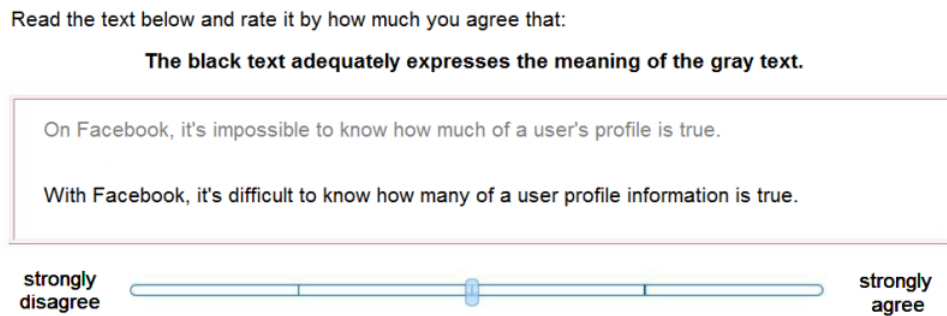 Read the text below and rate it by how much you agree that:
The black text adequately expresses the meaning of the gray text.
On Facebook, it's impossible to know how much of a user's profile is true.
With Facebook, it's difficult to know how many of a user profile information is true.
strongly
disagree
strongly
agree